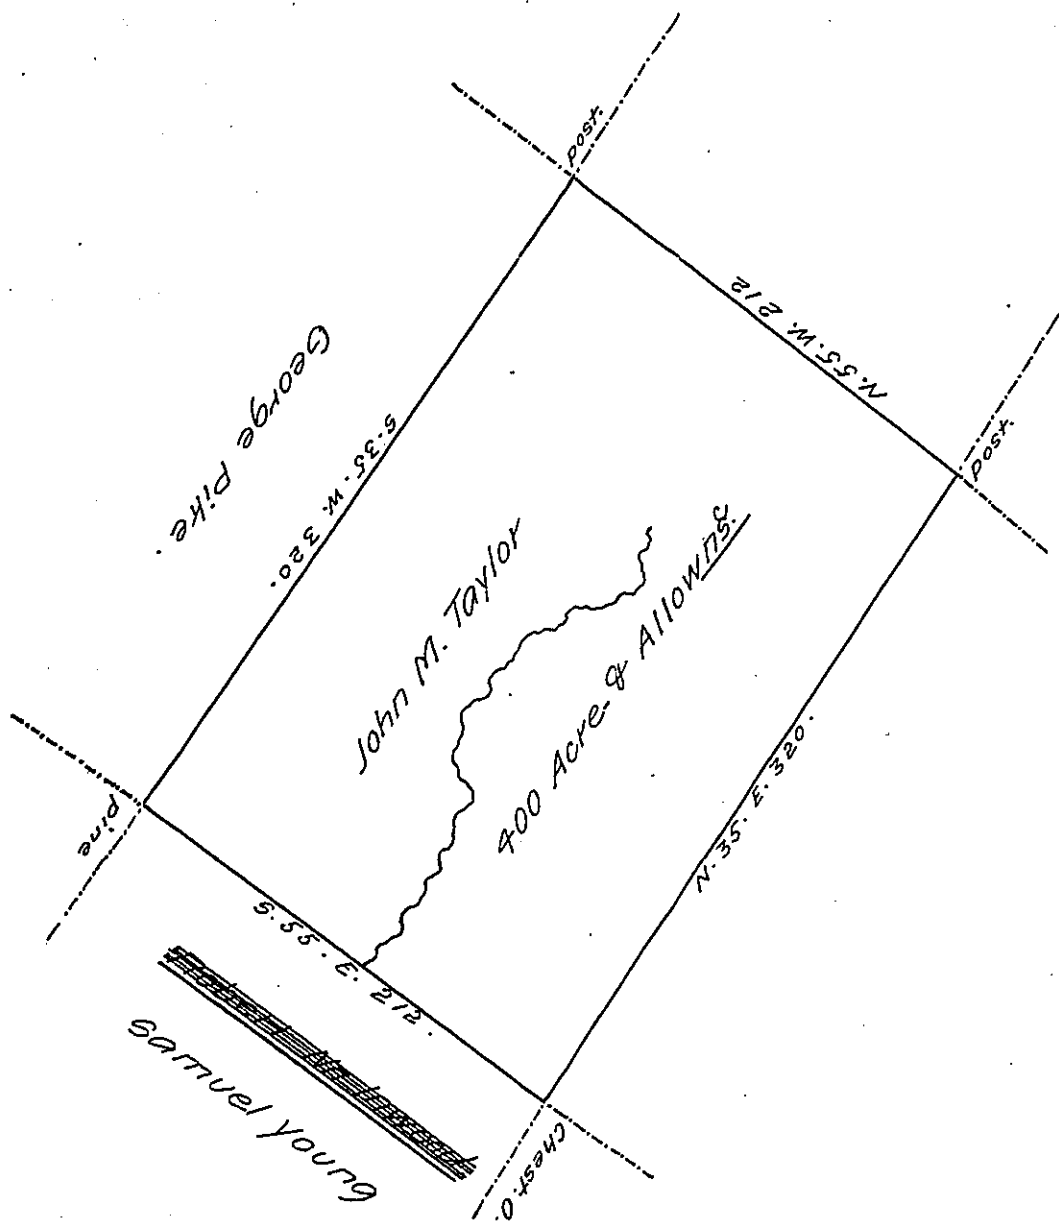 post.
N. 55. W. 212
post.
George Pike.
S. 35. W. 320.
John M. Taylor
400 Acre- & Allowns.
N. 35. E. 320.
pine
S. 55. E. 212.
Samuel Young
Chest. O.